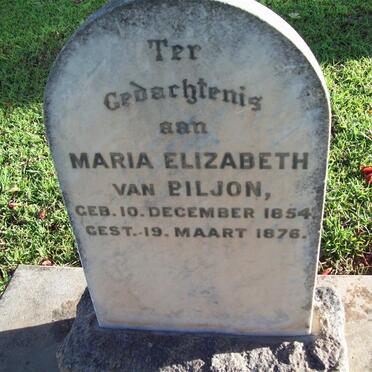 Ter
Gedachtenis
aan
MARIA ELIZABETH
VAN BILJON,
GEB. 10. DECEMBER 1854.
GEST. 19. MAART 1876.